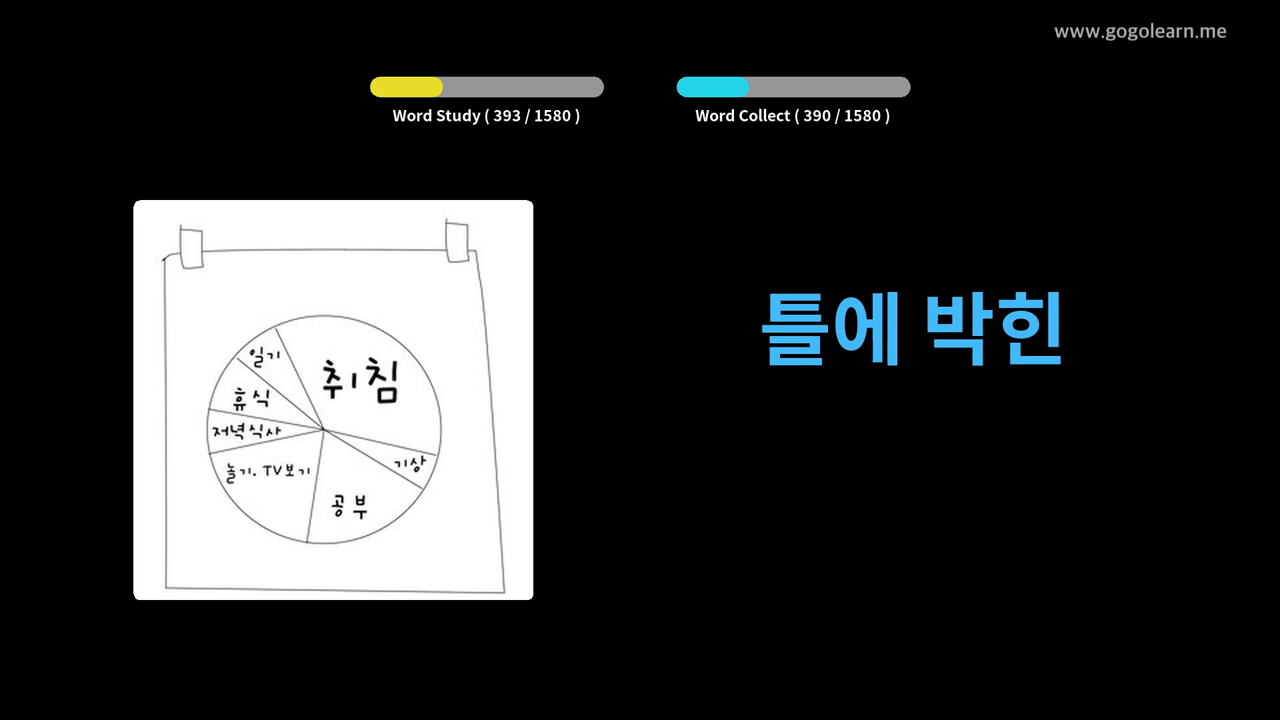 www.gogolearn.me
Word Study ( 393 / 1580 )
Word Collect ( 390 / 1580 )
일기
취침
휴식
저녁식사
기상
놀기. TV보기
공부
틀에 박힌